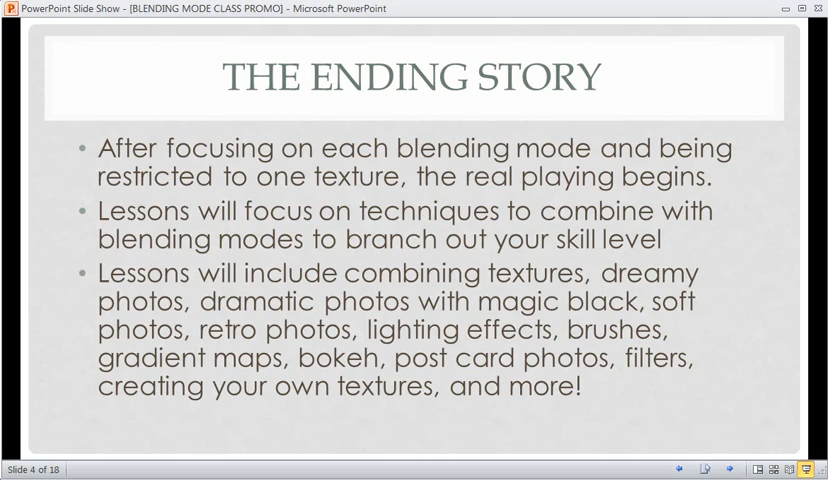 PowerPoint Slide Show - [BLENDING MODE CLASS PROMO] - Microsoft PowerPoint
THE ENDING STORY
• After focusing on each blending mode and being
restricted to one texture, the real playing begins.
• Lessons will focus on techniques to combine with
blending modes to branch out your skill level
• Lessons will include combining textures, dreamy
photos, dramatic photos with magic black, soft
photos, retro photos, lighting effects, brushes,
gradient maps, bokeh, post card photos, filters,
creating your own textures, and more!
Slide 4 of 18